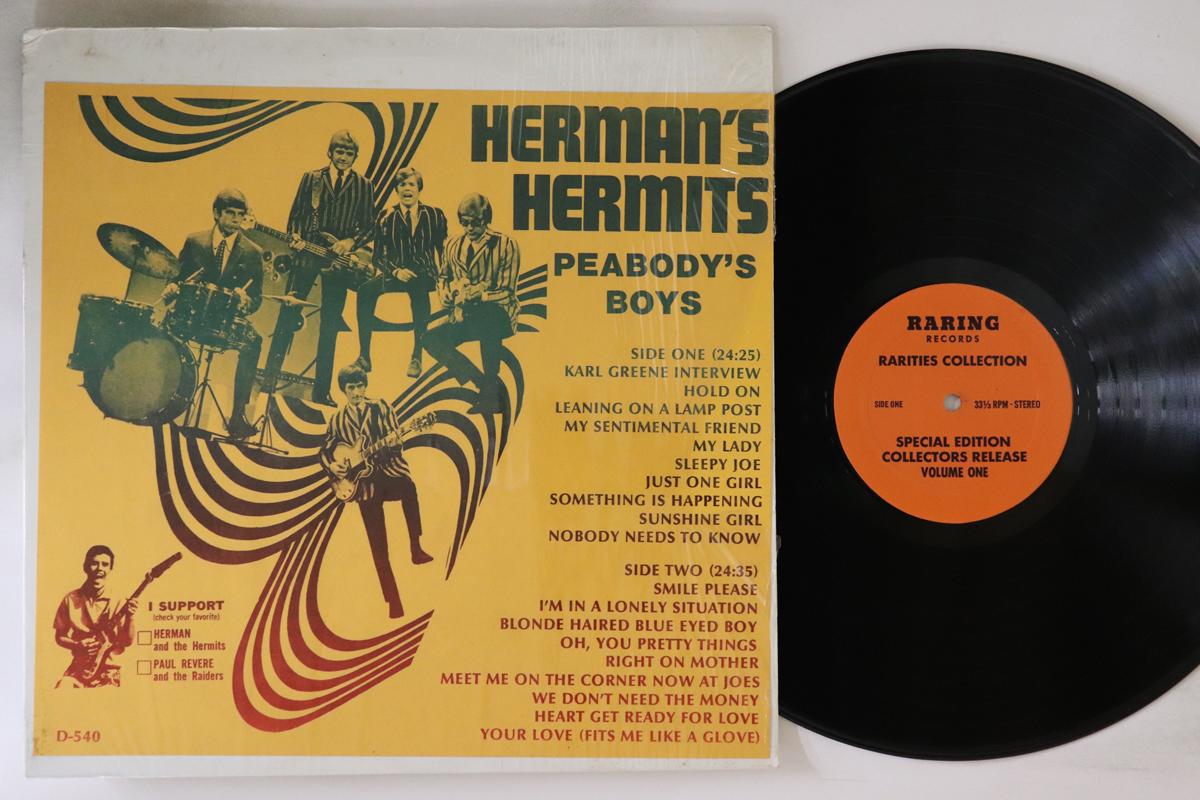 HERMAN'S
HERMITS
PEABODY'S
BOYS
SIDE ONE (24:25)
KARL GREENE INTERVIEW
HOLD ON
LEANING ON A LAMP POST
MY SENTIMENTAL FRIEND
MY LADY
SLEEPY JOE
JUST ONE GIRL
SOMETHING IS HAPPENING
SUNSHINE GIRL
NOBODY NEEDS TO KNOW
SIDE TWO (24:35)
SMILE PLEASE
I'M IN A LONELY SITUATION
BLONDE HAIRED BLUE EYED BOY
OH, YOU PRETTY THINGS
RIGHT ON MOTHER
MEET ME ON THE CORNER NOW AT JOES
WE DON'T NEED THE MONEY
HEART GET READY FOR LOVE
YOUR LOVE (FITS ME LIKE A GLOVE)
I SUPPORT
(check your favorite)
HERMAN
and the Hermits
PAUL REVERE
and the Raiders
D-540
RARING
RECORDS
RARITIES COLLECTION
SIDE ONE
33⅓ RPM - STEREO
SPECIAL EDITION
COLLECTORS RELEASE
VOLUME ONE